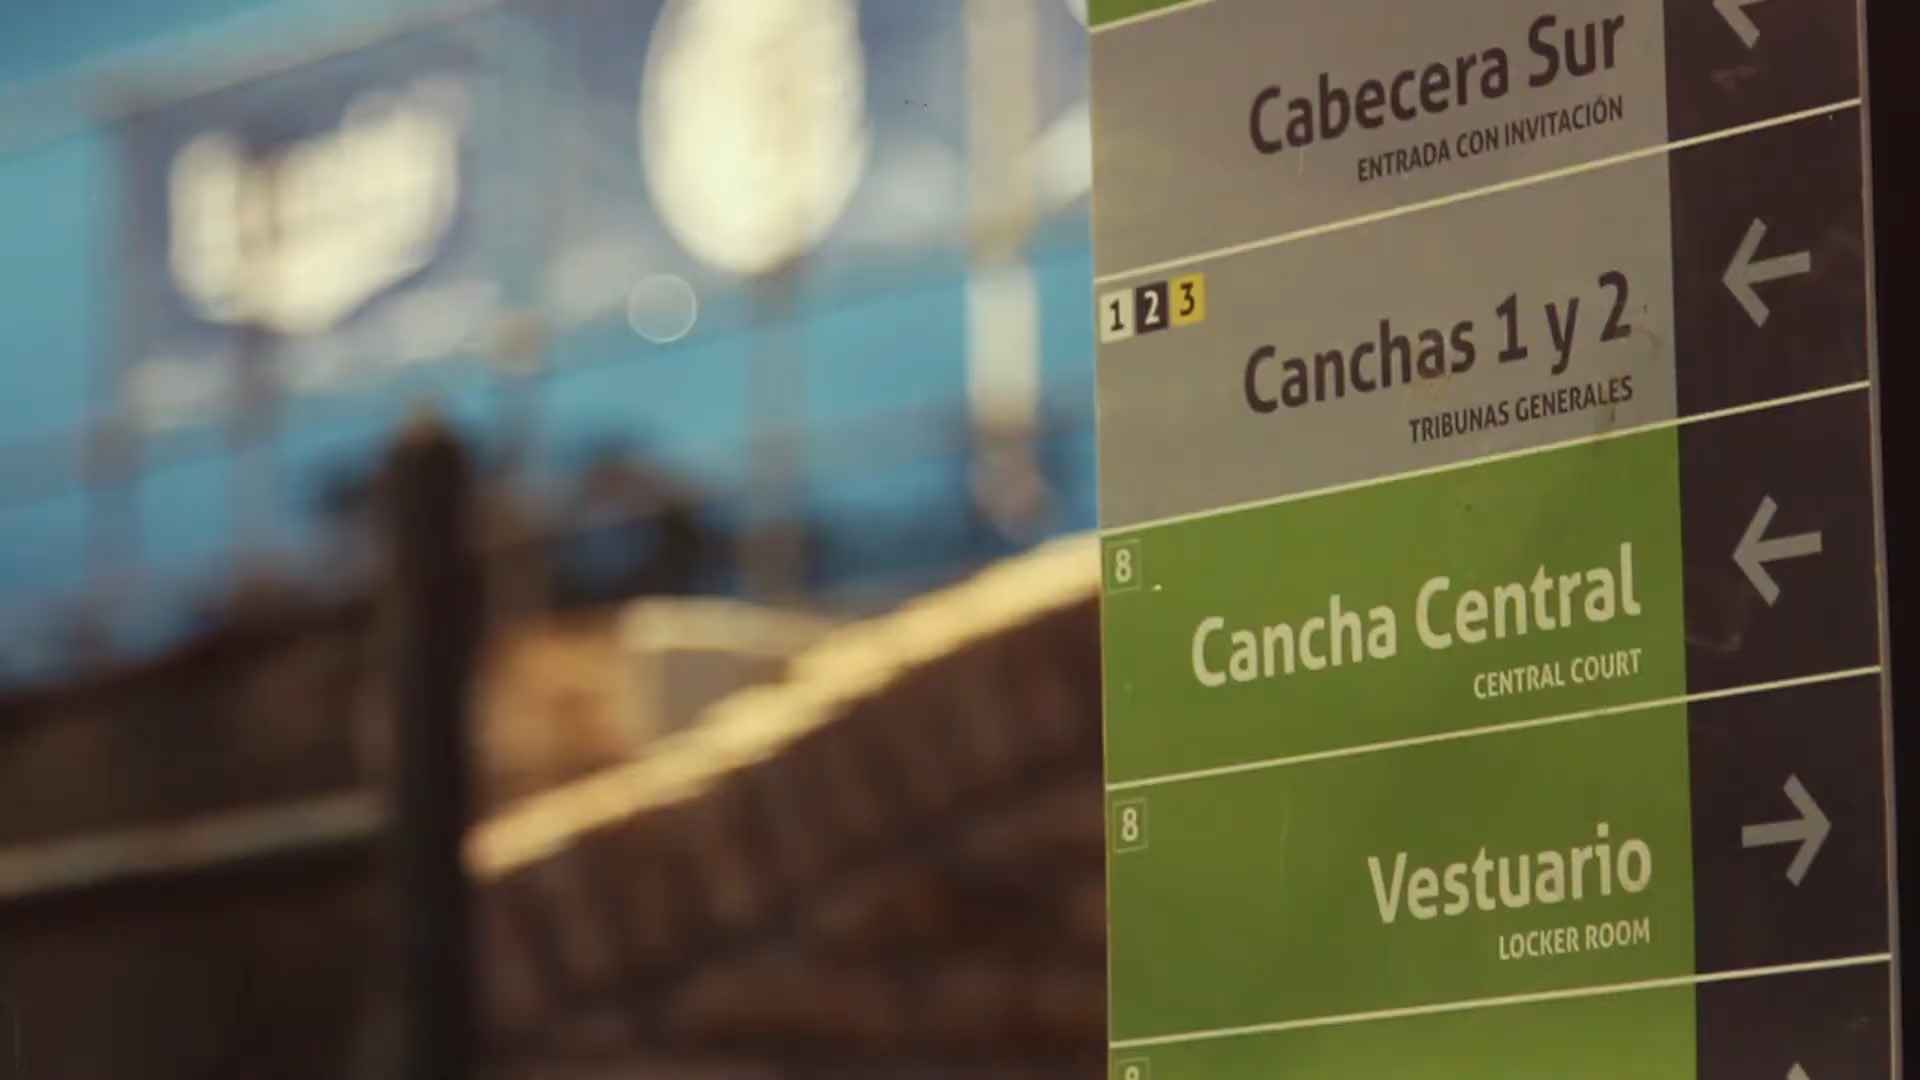 Cabecera Sur
ENTRADA CON INVITACIÓN
1 2 3
Canchas 1 y 2
TRIBUNAS GENERALES
8
Cancha Central
CENTRAL COURT
8
Vestuario
LOCKER ROOM
8